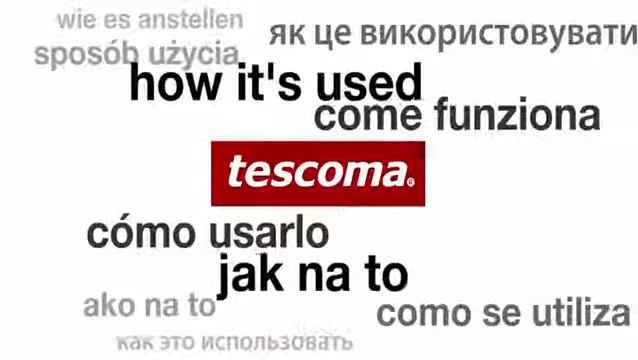 wie es anstellen
як це використовувати
sposób użycia
how it's used
come funziona
tescoma®
cómo usarlo
jak na to
ako na to
como se utiliza
как это использовать